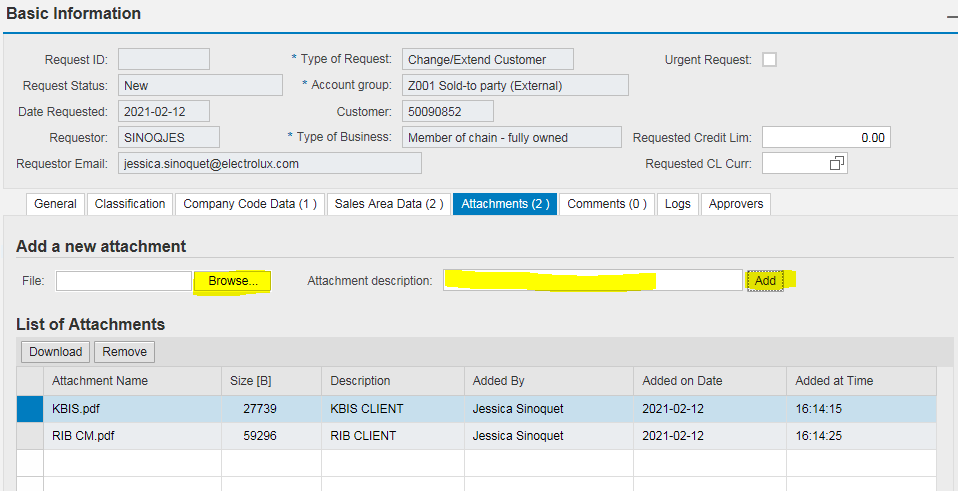 Basic Information
Request ID: * Type of Request: Change/Extend Customer Urgent Request:
Request Status: New * Account group: Z001 Sold-to party (External)
Date Requested: 2021-02-12 Customer: 50090852
Requestor: SINOQJES * Type of Business: Member of chain - fully owned Requested Credit Lim: 0.00
Requestor Email: jessica.sinoquet@electrolux.com Requested CL Curr:
General Classification Company Code Data (1 ) Sales Area Data (2 ) Attachments (2 ) Comments (0 ) Logs Approvers
Add a new attachment
File: Browse... Attachment description: Add
List of Attachments
Download Remove
Attachment Name Size [B] Description Added By Added on Date Added at Time
KBIS.pdf 27739 KBIS CLIENT Jessica Sinoquet 2021-02-12 16:14:15
RIB CM.pdf 59296 RIB CLIENT Jessica Sinoquet 2021-02-12 16:14:25